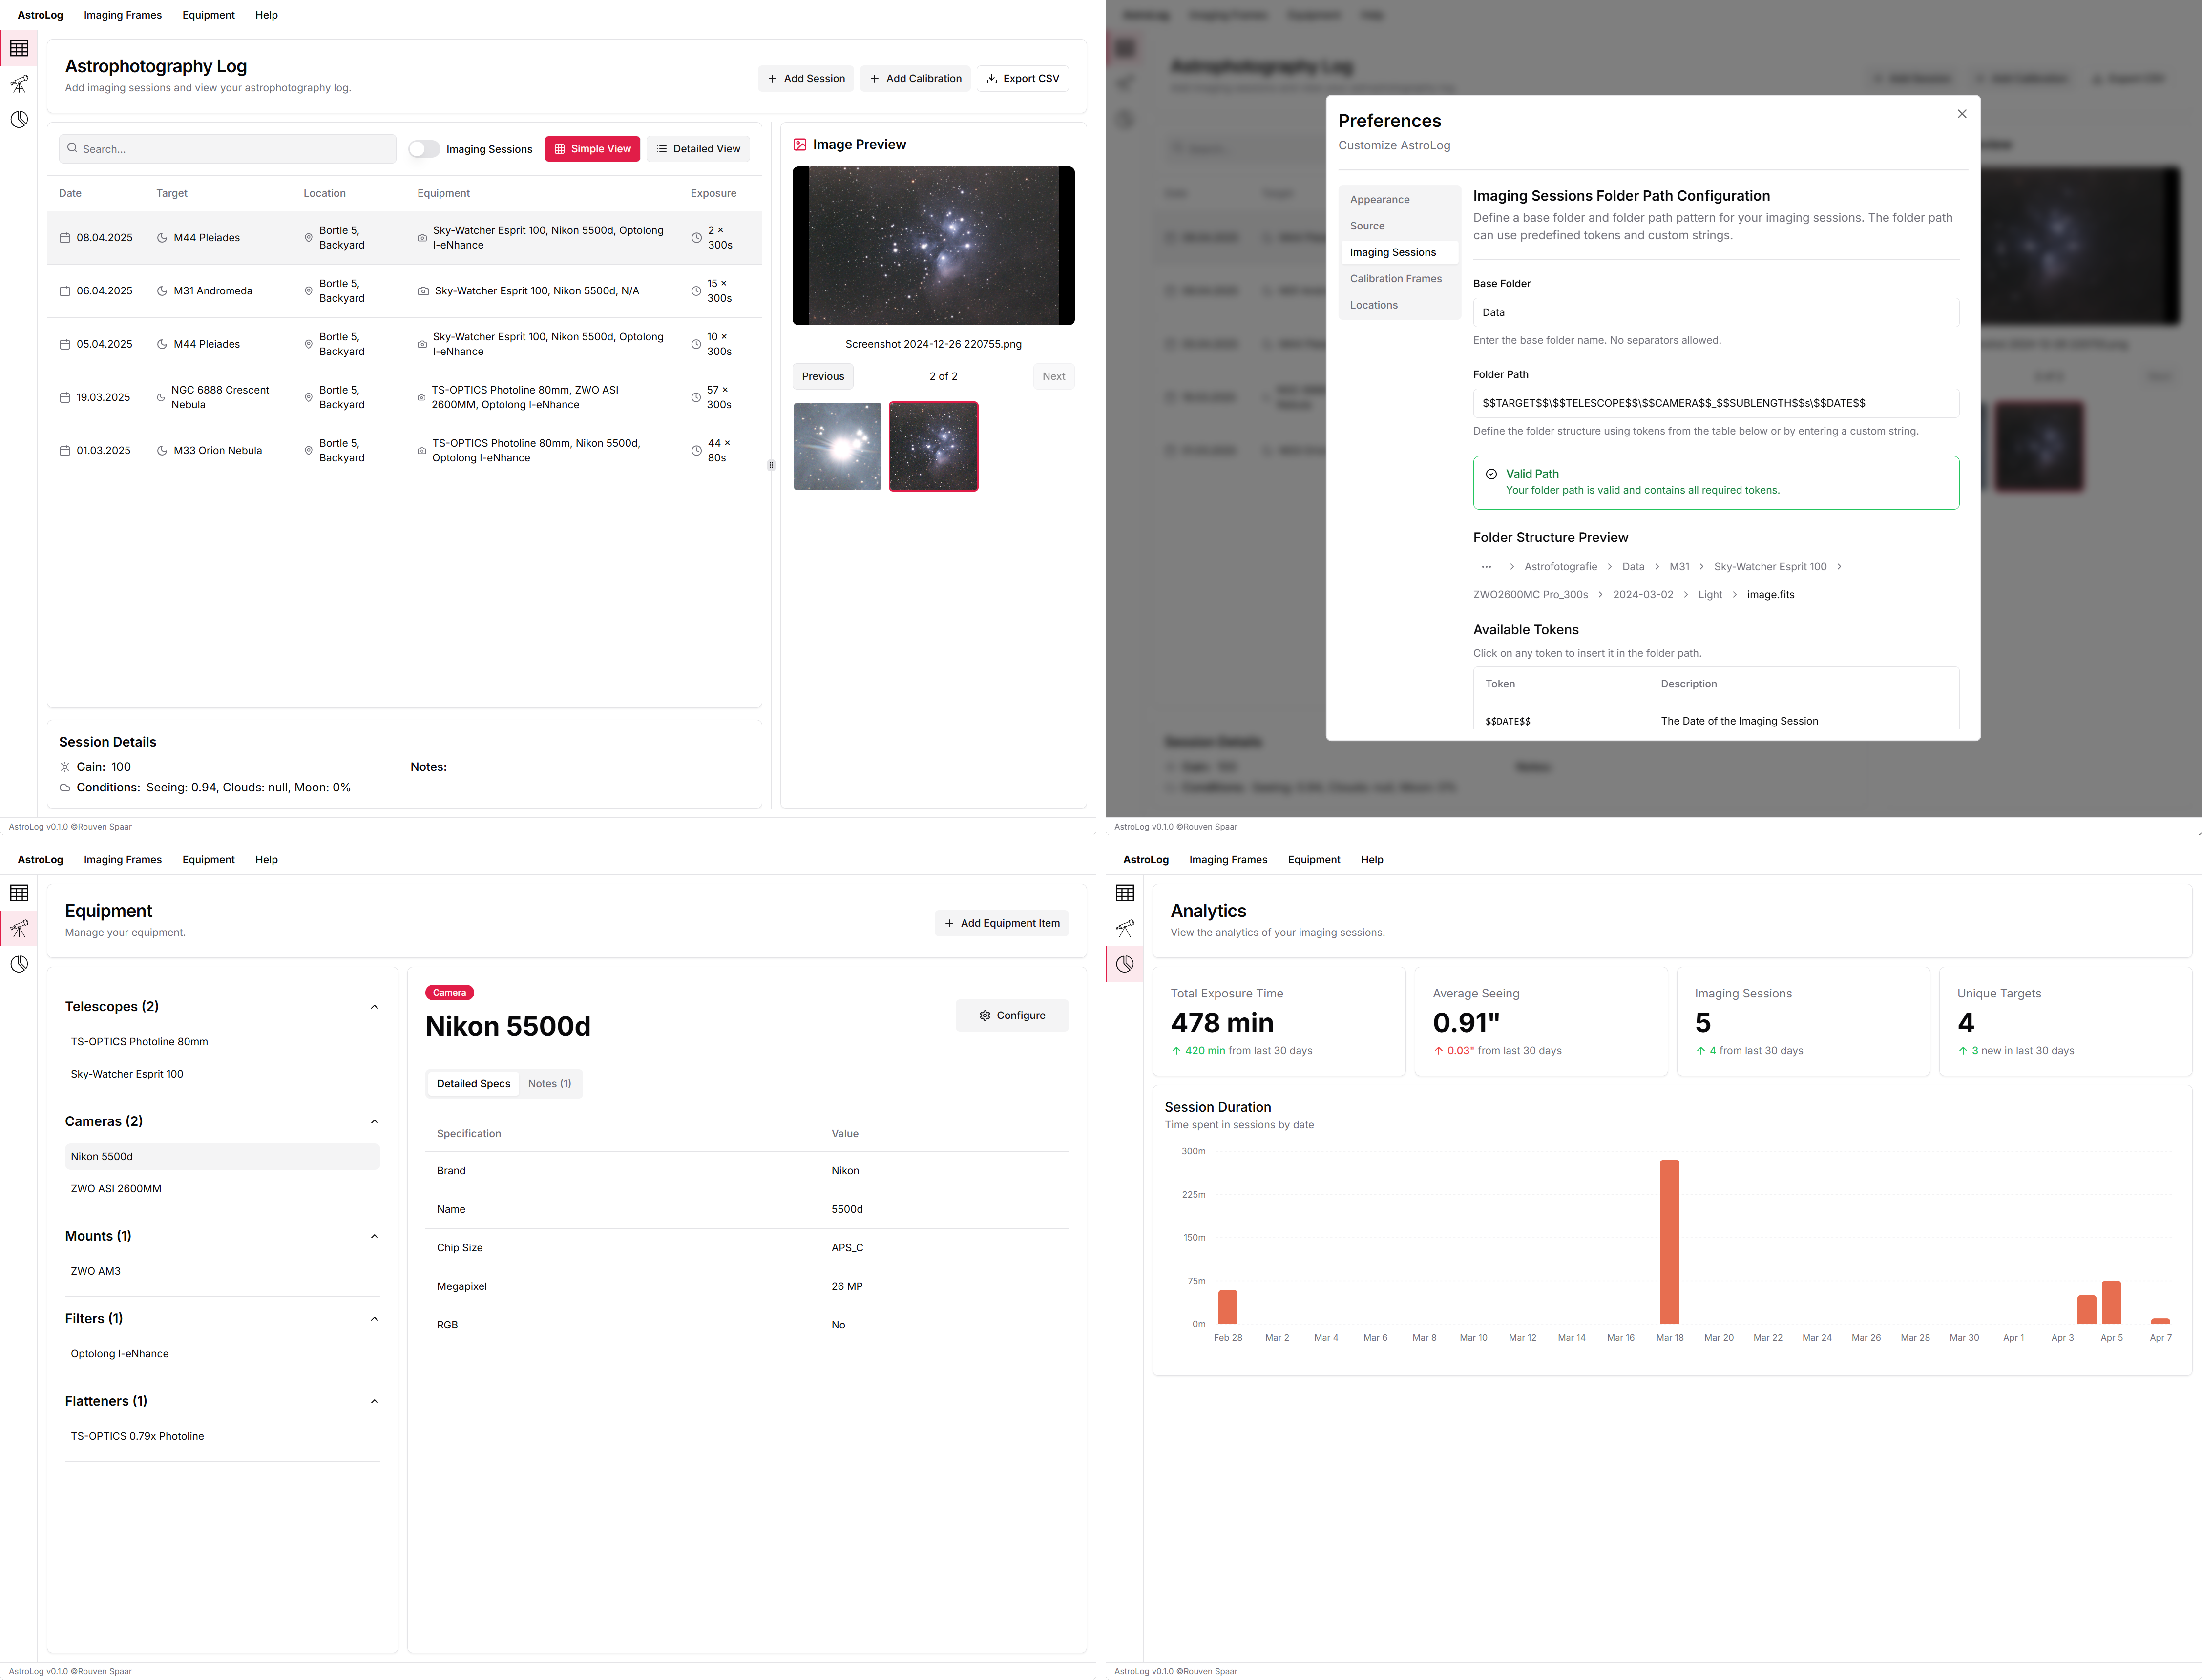 AstroLog Imaging Frames Equipment Help
Astrophotography Log
Add imaging sessions and view your astrophotography log.
Add Session Add Calibration Export CSV
Search...
Imaging Sessions Simple View Detailed View
Date Target Location Equipment Exposure
08.04.2025 M44 Pleiades Bortle 5, Backyard Sky-Watcher Esprit 100, Nikon 5500d, Optolong l-eNhance 2 × 300s
06.04.2025 M31 Andromeda Bortle 5, Backyard Sky-Watcher Esprit 100, Nikon 5500d, N/A 15 × 300s
05.04.2025 M44 Pleiades Bortle 5, Backyard Sky-Watcher Esprit 100, Nikon 5500d, Optolong l-eNhance 10 × 300s
19.03.2025 NGC 6888 Crescent Nebula Bortle 5, Backyard TS-OPTICS Photoline 80mm, ZWO ASI 2600MM, Optolong l-eNhance 57 × 300s
01.03.2025 M33 Orion Nebula Bortle 5, Backyard TS-OPTICS Photoline 80mm, Nikon 5500d, Optolong l-eNhance 44 × 80s
Image Preview
Screenshot 2024-12-26 220755.png
Previous 2 of 2 Next
Session Details
Gain: 100
Conditions: Seeing: 0.94, Clouds: null, Moon: 0%
Notes:
AstroLog v0.1.0 ©Rouven Spaar
Preferences
Customize AstroLog
Appearance
Source
Imaging Sessions
Calibration Frames
Locations
Imaging Sessions Folder Path Configuration
Define a base folder and folder path pattern for your imaging sessions. The folder path
can use predefined tokens and custom strings.
Base Folder
Data
Enter the base folder name. No separators allowed.
Folder Path
$$TARGET$$\$$TELESCOPE$$\$$CAMERA$$_$$SUBLENGTH$$s\$$DATE$$
Define the folder structure using tokens from the table below or by entering a custom string.
Valid Path
Your folder path is valid and contains all required tokens.
Folder Structure Preview
... > Astrofotografie > Data > M31 > Sky-Watcher Esprit 100 >
ZWO2600MC Pro_300s > 2024-03-02 > Light > image.fits
Available Tokens
Click on any token to insert it in the folder path.
Token Description
$$DATE$$ The Date of the Imaging Session
AstroLog v0.1.0 ©Rouven Spaar
AstroLog Imaging Frames Equipment Help
Equipment
Manage your equipment.
Add Equipment Item
Telescopes (2)
TS-OPTICS Photoline 80mm
Sky-Watcher Esprit 100
Cameras (2)
Nikon 5500d
ZWO ASI 2600MM
Mounts (1)
ZWO AM3
Filters (1)
Optolong l-eNhance
Flatteners (1)
TS-OPTICS 0.79x Photoline
Camera
Nikon 5500d
Configure
Detailed Specs Notes (1)
Specification Value
Brand Nikon
Name 5500d
Chip Size APS_C
Megapixel 26 MP
RGB No
AstroLog v0.1.0 ©Rouven Spaar
AstroLog Imaging Frames Equipment Help
Analytics
View the analytics of your imaging sessions.
Total Exposure Time
478 min
420 min from last 30 days
Average Seeing
0.91"
0.03" from last 30 days
Imaging Sessions
5
4 from last 30 days
Unique Targets
4
3 new in last 30 days
Session Duration
Time spent in sessions by date
300m
225m
150m
75m
0m
Feb 28 Mar 2 Mar 4 Mar 6 Mar 8 Mar 10 Mar 12 Mar 14 Mar 16 Mar 18 Mar 20 Mar 22 Mar 24 Mar 26 Mar 28 Mar 30 Apr 1 Apr 3 Apr 5 Apr 7
AstroLog v0.1.0 ©Rouven Spaar